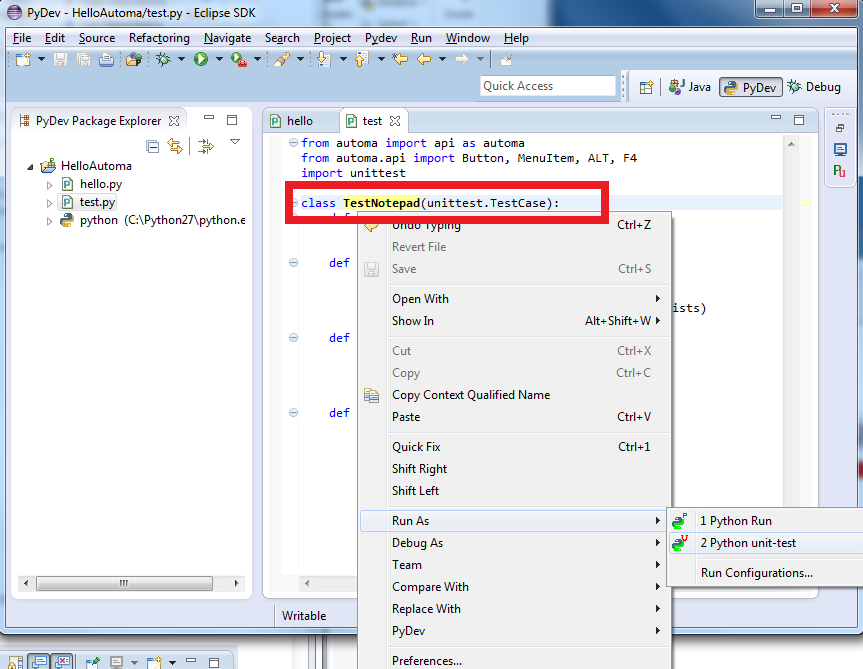 PyDev - HelloAutoma/test.py - Eclipse SDK
File Edit Source Refactoring Navigate Search Project Pydev Run Window Help
Quick Access
Java PyDev Debug
PyDev Package Explorer
HelloAutoma
hello.py
test.py
python (C:\Python27\python.e
hello test
from automa import api as automa
from automa.api import Button, MenuItem, ALT, F4
import unittest
class TestNotepad(unittest.TestCase):
def
def
ists)
def
def
Undo Typing Ctrl+Z
Revert File
Save Ctrl+S
Open With
Show In Alt+Shift+W
Cut Ctrl+X
Copy Ctrl+C
Copy Context Qualified Name
Paste Ctrl+V
Quick Fix Ctrl+1
Shift Right
Shift Left
Run As
Debug As
Team
Compare With
Replace With
PyDev
Preferences...
1 Python Run
2 Python unit-test
Run Configurations...
Writable